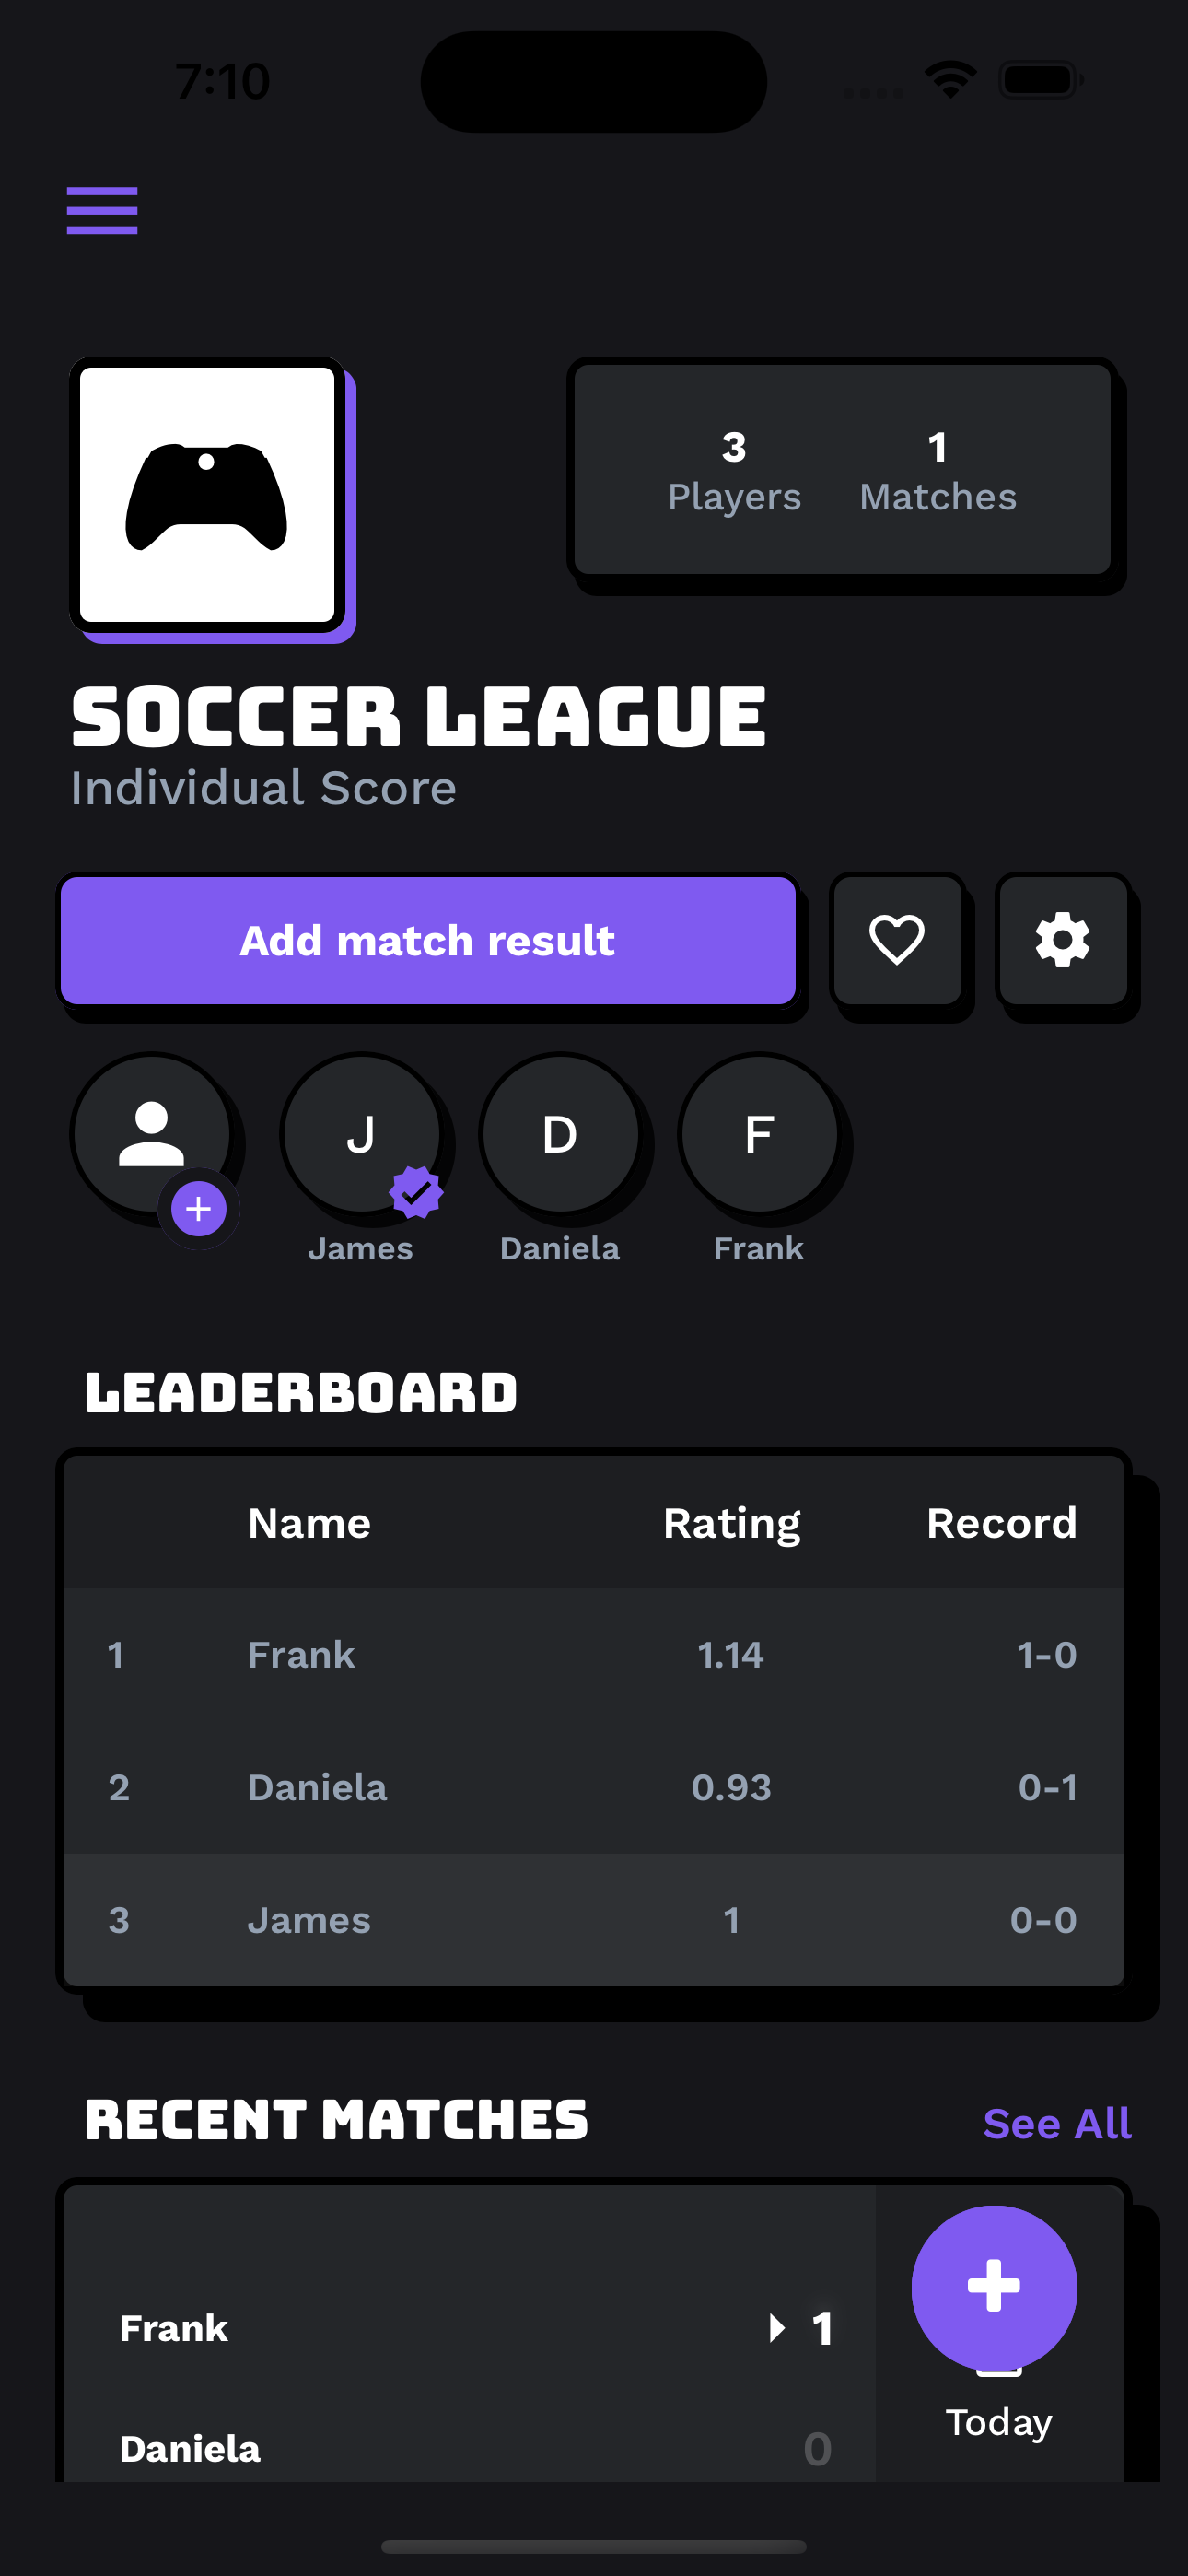 7:10
3 1
Players Matches
SOCCER LEAGUE
Individual Score
Add match result
J D F
James Daniela Frank
LEADERBOARD
Name Rating Record
1 Frank 1.14 1-0
2 Daniela 0.93 0-1
3 James 1 0-0
RECENT MATCHES See All
Frank 1
Today
Daniela 0